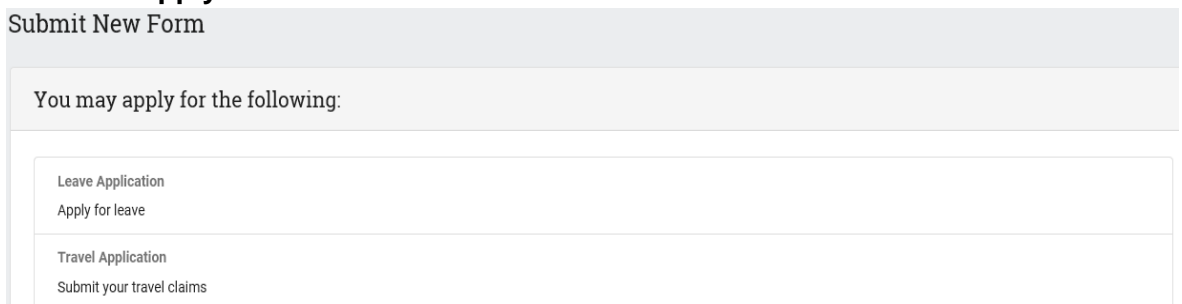 Submit New Form
You may apply for the following:
Leave Application
Apply for leave
Travel Application
Submit your travel claims